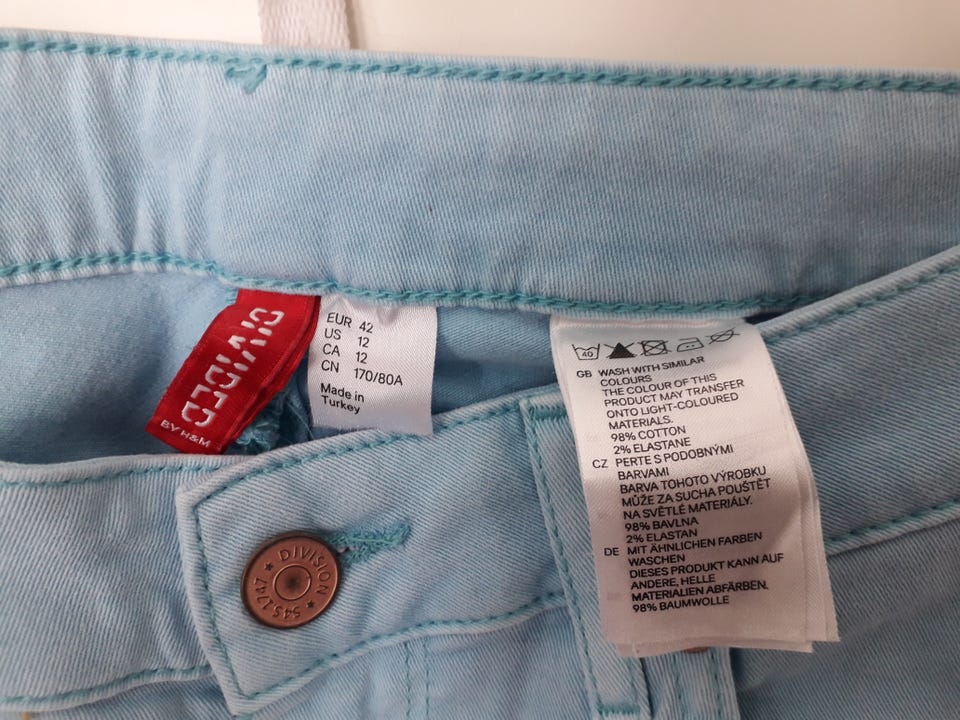 DIVIDED
BY H&M
EUR 42
US 12
CA 12
CN 170/80A
Made in
Turkey
40
GB WASH WITH SIMILAR
COLOURS
THE COLOUR OF THIS
PRODUCT MAY TRANSFER
ONTO LIGHT-COLOURED
MATERIALS.
98% COTTON
2% ELASTANE
CZ PERTE S PODOBNÝMI
BARVAMI
BARVA TOHOTO VÝROBKU
MŮŽE ZA SUCHA POUŠTĚT
NA SVĚTLÉ MATERIÁLY.
98% BAVLNA
2% ELASTAN
DE MIT ÄHNLICHEN FARBEN
WASCHEN
DIESES PRODUKT KANN AUF
ANDERE, HELLE
MATERIALIEN ABFÄRBEN.
98% BAUMWOLLE
DIVISION
54S1747